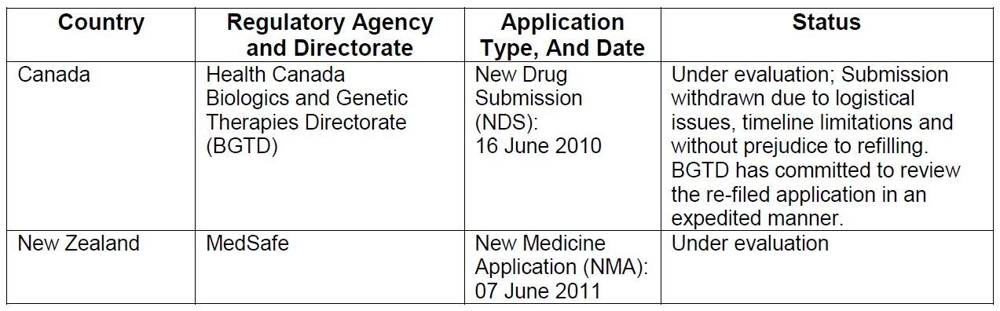 Country
Regulatory Agency
and Directorate
Application
Type, And Date
Status
Canada
Health Canada
Biologics and Genetic
Therapies Directorate
(BGTD)
New Drug
Submission
(NDS):
16 June 2010
Under evaluation; Submission
withdrawn due to logistical
issues, timeline limitations and
without prejudice to refilling.
BGTD has committed to review
the re-filed application in an
expedited manner.
New Zealand
MedSafe
New Medicine
Application (NMA):
07 June 2011
Under evaluation